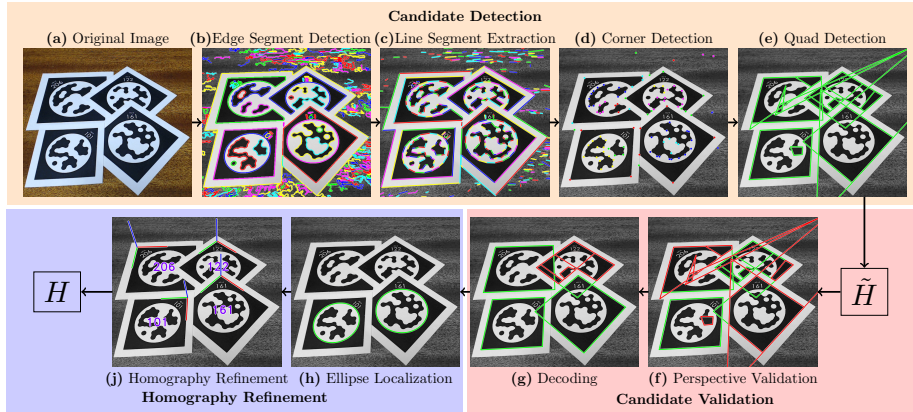 Candidate Detection
(a) Original Image (b)Edge Segment Detection (c)Line Segment Extraction (d) Corner Detection (e) Quad Detection
206 122
101 161
H
H̃
(j) Homography Refinement (h) Ellipse Localization (g) Decoding (f) Perspective Validation
Homography Refinement Candidate Validation